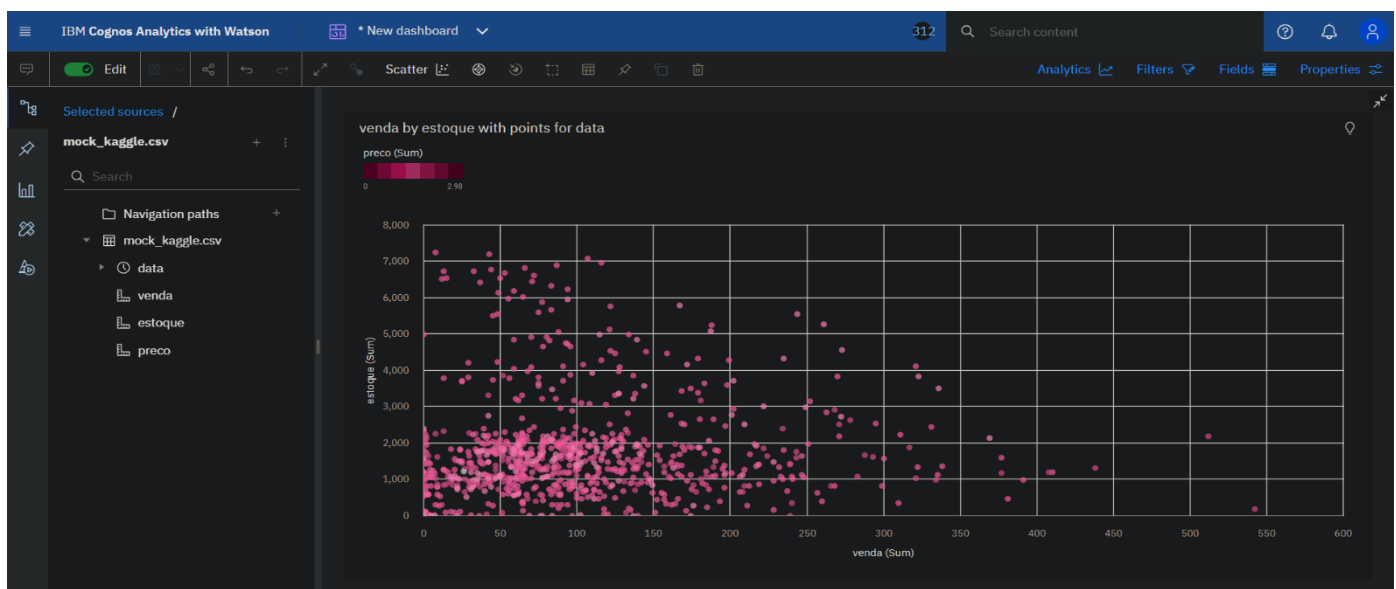 IBM Cognos Analytics with Watson
* New dashboard
312
Search content
Edit
Scatter
Analytics
Filters
Fields
Properties
Selected sources /
mock_kaggle.csv
Search
Navigation paths
mock_kaggle.csv
data
venda
estoque
preco
venda by estoque with points for data
preco (Sum)
0 2.98
8,000
7,000
6,000
5,000
4,000
3,000
2,000
1,000
0
estoque (Sum)
0 50 100 150 200 250 300 350 400 450 500 550 600
venda (Sum)